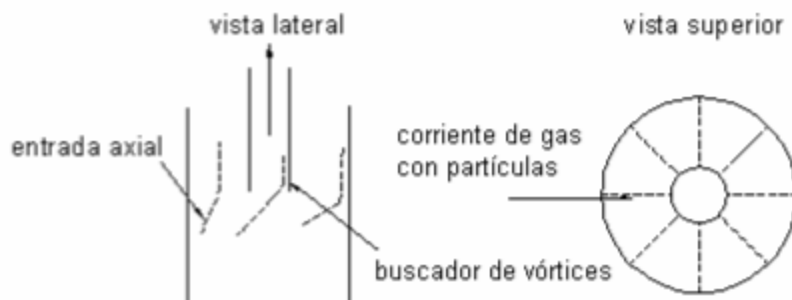 vista lateral
vista superior
entrada axial
corriente de gas
con partículas
buscador de vórtices